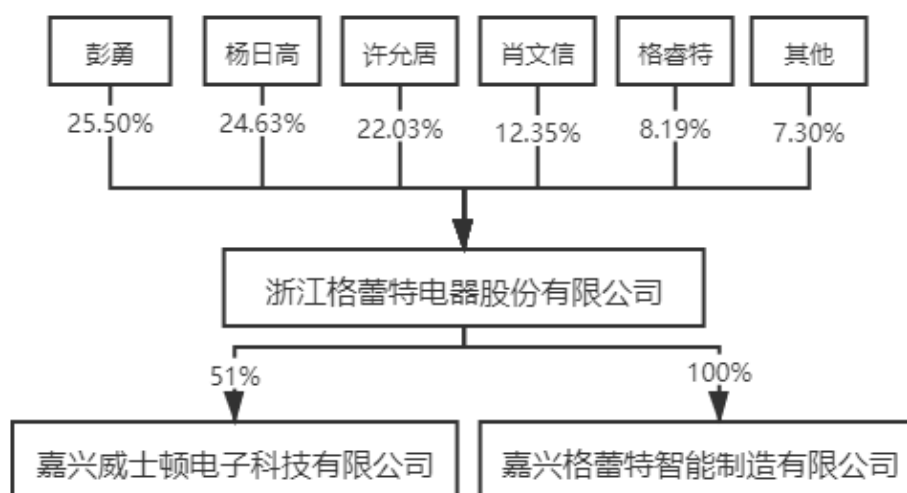 彭勇
杨日高
许允居
肖文信
格睿特
其他
25.50%
24.63%
22.03%
12.35%
8.19%
7.30%
浙江格蕾特电器股份有限公司
51%
100%
嘉兴威士顿电子科技有限公司
嘉兴格蕾特智能制造有限公司